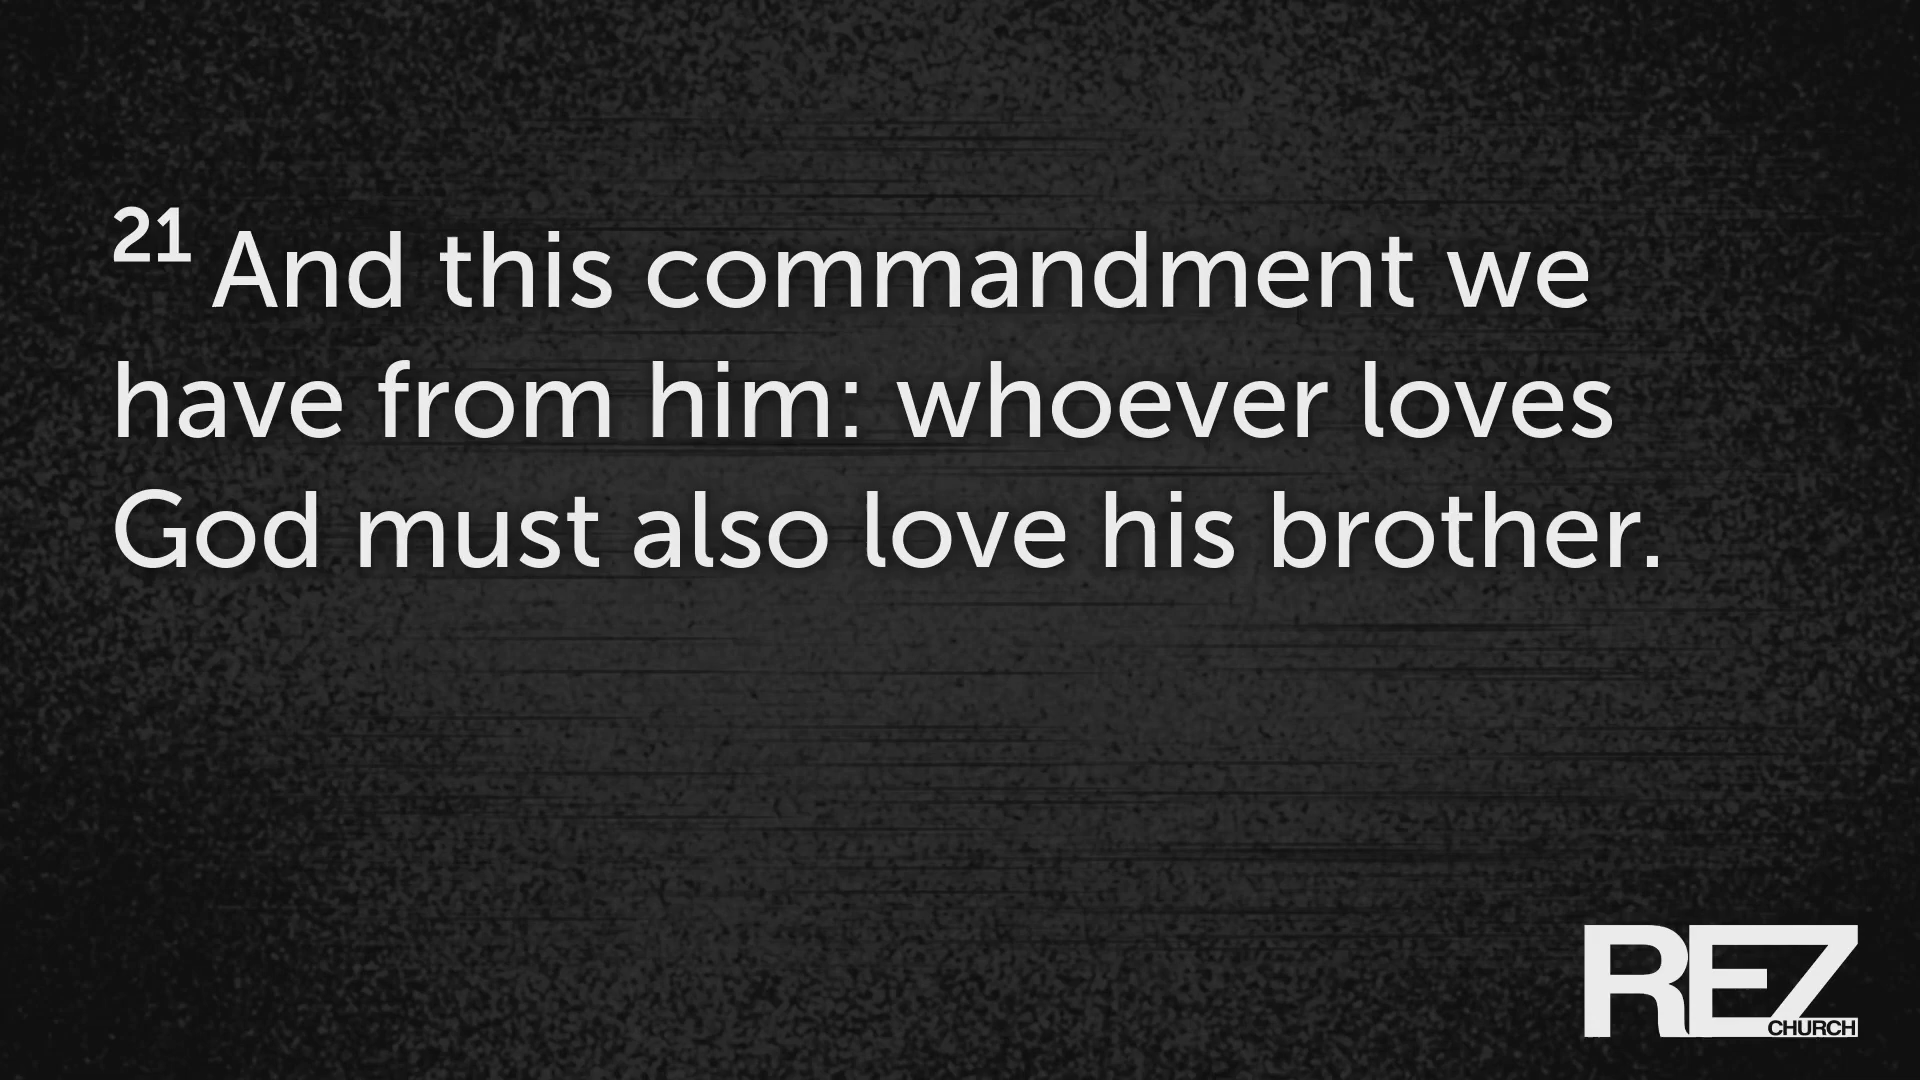 21 And this commandment we
have from him: whoever loves
God must also love his brother.
REZ
CHURCH